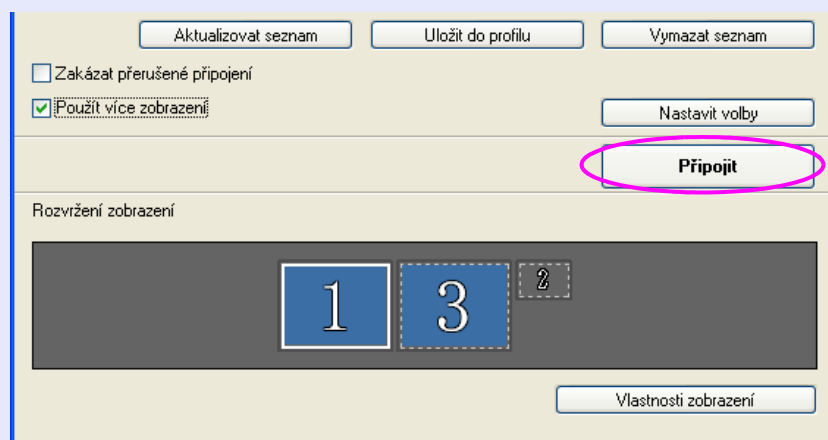 Aktualizovat seznam Uložit do profilu Vymazat seznam
Zakázat přerušené připojení
Použít více zobrazení Nastavit volby
Připojit
Rozvržení zobrazení
1 3 2
Vlastnosti zobrazení